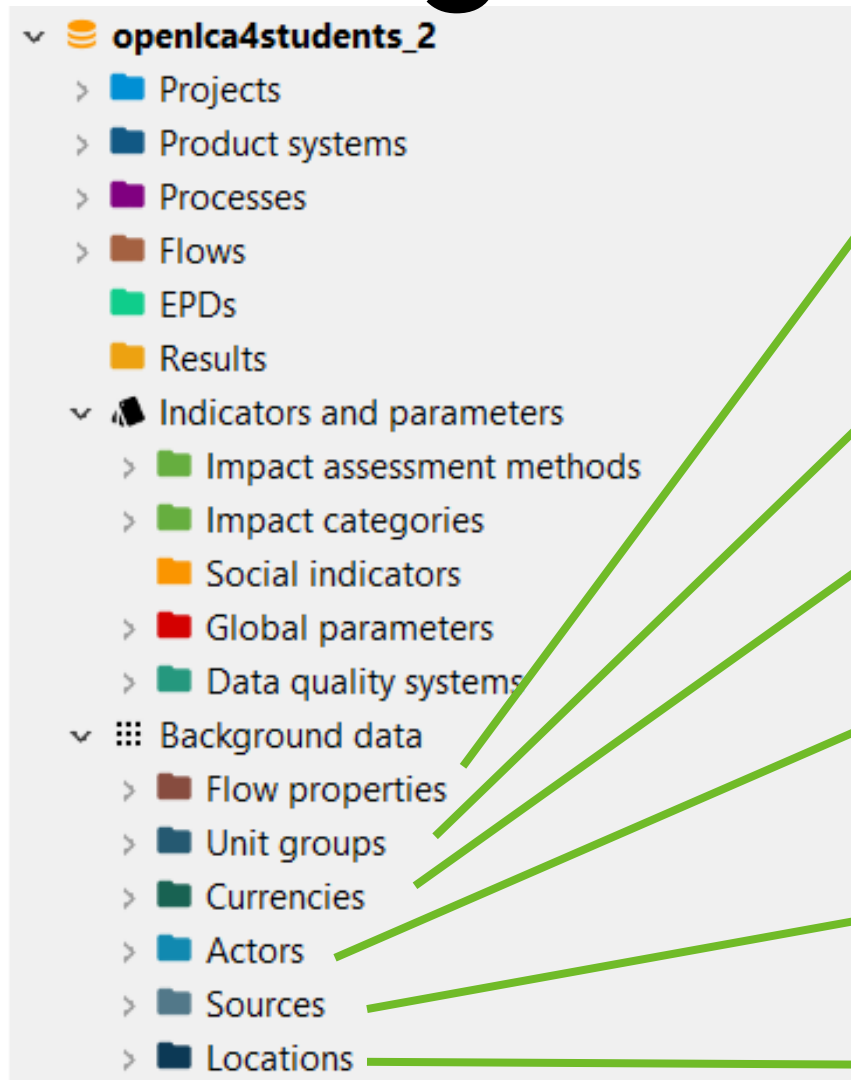 openlca4students_2
Projects
Product systems
Processes
Flows
EPDs
Results
Indicators and parameters
Impact assessment methods
Impact categories
Social indicators
Global parameters
Data quality systems
Background data
Flow properties
Unit groups
Currencies
Actors
Sources
Locations